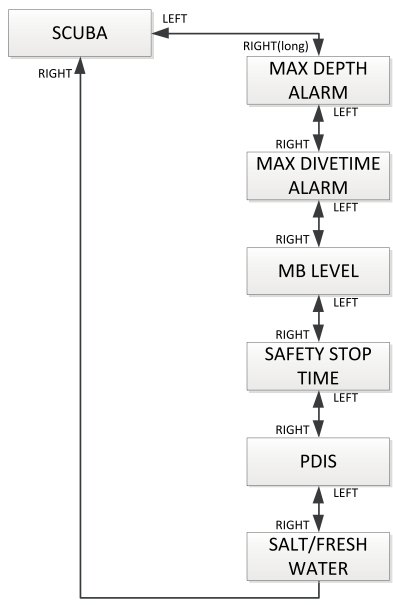 SCUBA
LEFT
RIGHT(long)
RIGHT
MAX DEPTH
ALARM
LEFT
RIGHT
MAX DIVETIME
ALARM
LEFT
RIGHT
MB LEVEL
LEFT
RIGHT
SAFETY STOP
TIME
LEFT
RIGHT
PDIS
LEFT
RIGHT
SALT/FRESH
WATER